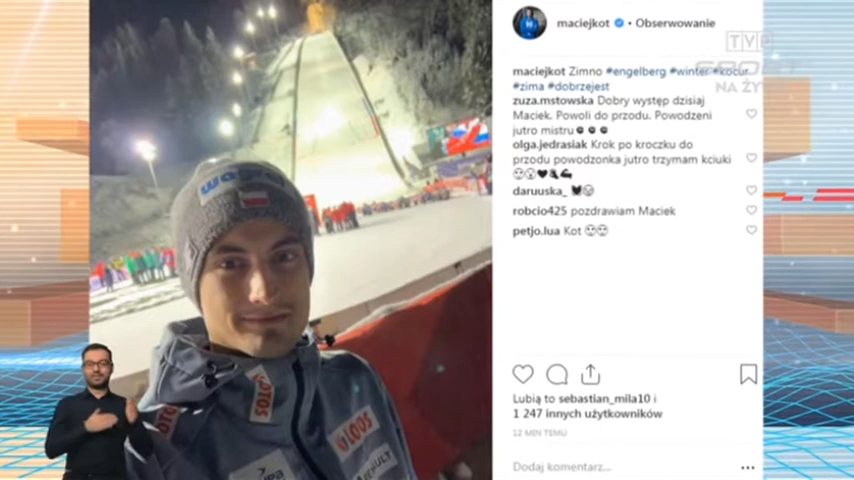 maciejkot • Obserwowanie
TVP
SPORT
NA ŻY
maciejkot Zimno #engelberg #winter #kocur
#zima #dobrzejest
zuza.mstowska Dobry występ dzisiaj
Maciek. Powoli do przodu. Powodzeni
jutro mistru
olga.jedrasiak Krok po kroczku do
przodu powodzonka jutro trzymam kciuki
daruuska_
robcio425 pozdrawiam Maciek
petjo.lua Kot
Lubią to sebastian_mila10 i
1 247 innych użytkowników
12 MIN TEMU
Dodaj komentarz...
LOTOS
LOOS
RENAULT